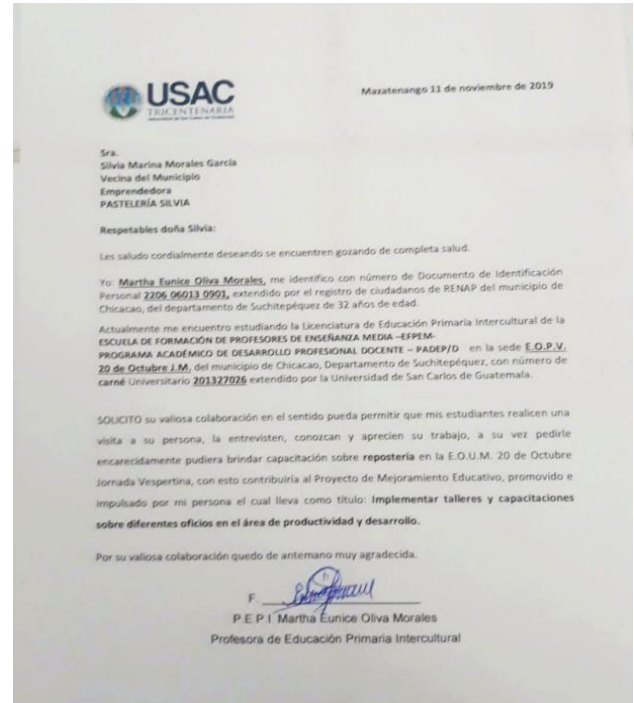 USAC
TRICENTENARIA
Universidad de San Carlos de Guatemala
Mazatenango 11 de noviembre de 2019
Sra.
Silvia Marina Morales García
Vecina del Municipio
Emprendedora
PASTELERÍA SILVIA
Respetables doña Silvia:
Les saludo cordialmente deseando se encuentren gozando de completa salud.
Yo: Martha Eunice Oliva Morales, me identifico con número de Documento de Identificación
Personal 2206 06013 0901, extendido por el registro de ciudadanos de RENAP del municipio de
Chicacao, del departamento de Suchitepéquez de 32 años de edad.
Actualmente me encuentro estudiando la Licenciatura de Educación Primaria Intercultural de la
ESCUELA DE FORMACIÓN DE PROFESORES DE ENSEÑANZA MEDIA –EFPEM-
PROGRAMA ACADÉMICO DE DESARROLLO PROFESIONAL DOCENTE – PADEP/D en la sede E.O.P.V.
20 de Octubre J.M. del municipio de Chicacao, Departamento de Suchitepéquez, con número de
carné Universitario 201327026 extendido por la Universidad de San Carlos de Guatemala.
SOLICITO su valiosa colaboración en el sentido pueda permitir que mis estudiantes realicen una
visita a su persona, la entrevisten, conozcan y aprecien su trabajo, a su vez pedirle
encarecidamente pudiera brindar capacitación sobre repostería en la E.O.U.M. 20 de Octubre
Jornada Vespertina, con esto contribuiría al Proyecto de Mejoramiento Educativo, promovido e
impulsado por mi persona el cual lleva como título: Implementar talleres y capacitaciones
sobre diferentes oficios en el área de productividad y desarrollo.
Por su valiosa colaboración quedo de antemano muy agradecida.
F.
P.E.P.I Martha Eunice Oliva Morales
Profesora de Educación Primaria Intercultural